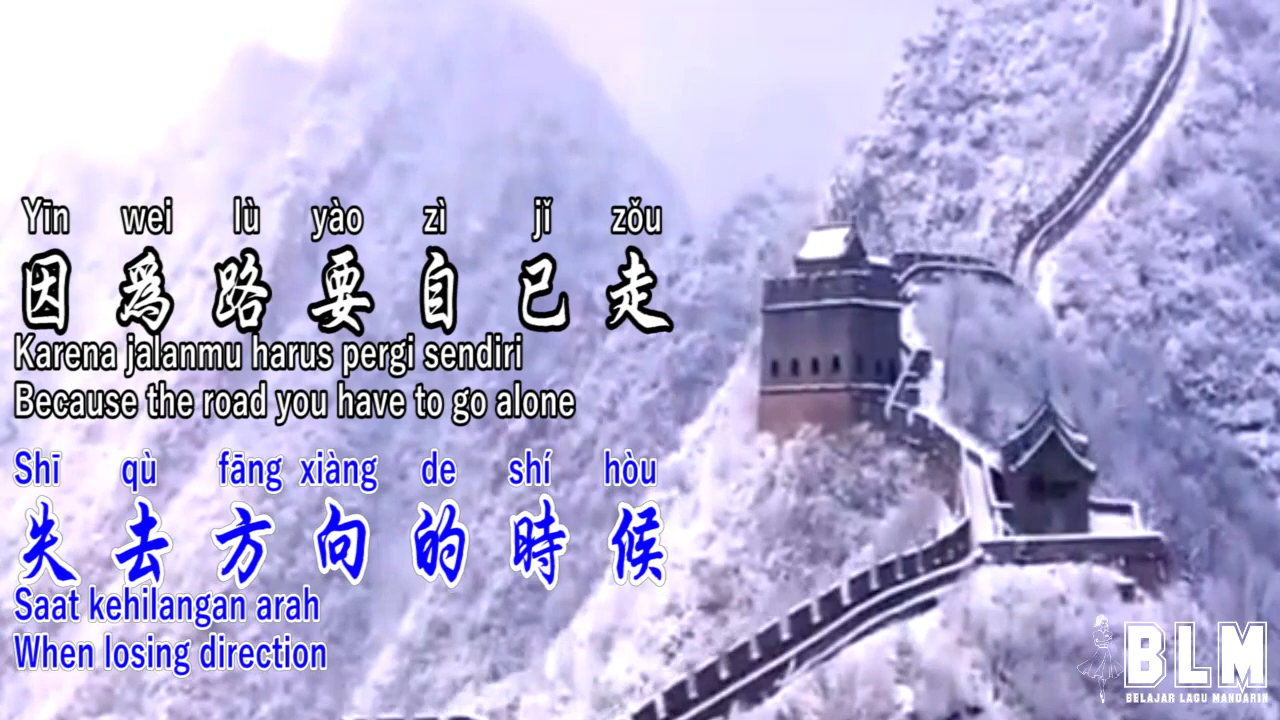 Yīn wei lù yào zì jǐ zǒu
因為路要自已走
Karena jalanmu harus pergi sendiri
Because the road you have to go alone
Shī qù fāng xiàng de shí hòu
失去方向的時候
Saat kehilangan arah
When losing direction
BLM
BELAJAR LAGU MANDARIN